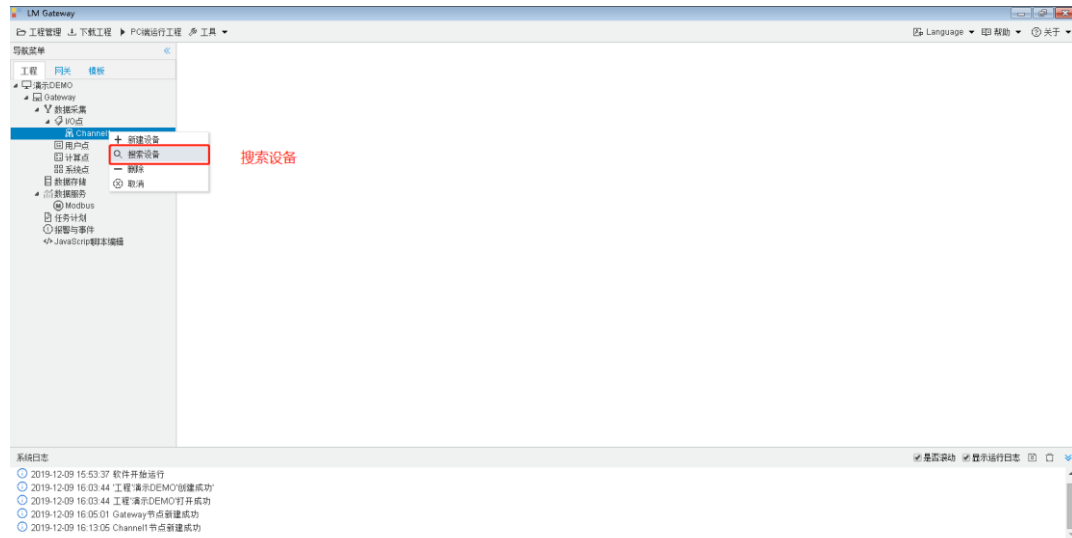 LM Gateway
工程管理 下载工程 PC端运行工程 工具
Language 帮助 关于
导航菜单
工程 网关 模板
演示DEMO
Gateway
数据采集
I/O点
Channel
用户点
计算点
系统点
数据存储
数据服务
Modbus
任务计划
报警与事件
JavaScript脚本编辑
新建设备
搜索设备
删除
取消
搜索设备
系统日志
是否滚动 显示运行日志
2019-12-09 15:53:37 软件开始运行
2019-12-09 16:03:44 '工程'演示DEMO'创建成功'
2019-12-09 16:03:44 工程'演示DEMO'打开成功
2019-12-09 16:05:01 Gateway节点新建成功
2019-12-09 16:13:05 Channel1节点新建成功